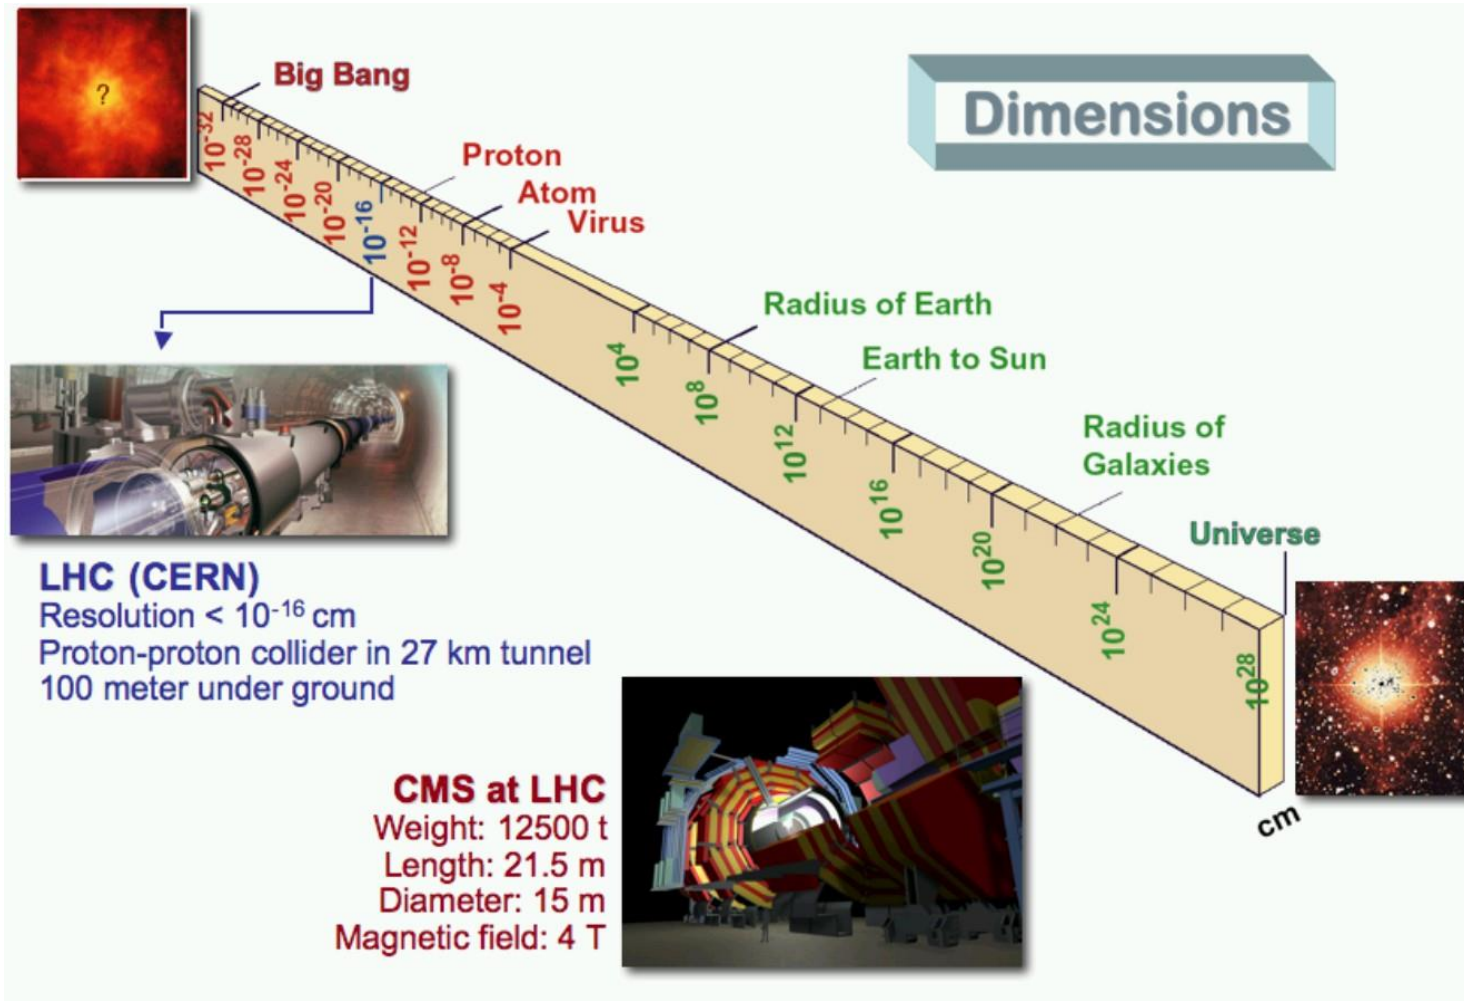 Dimensions
?
Big Bang
Proton
Atom
Virus
Radius of Earth
Earth to Sun
Radius of
Galaxies
Universe
10⁻³²
10⁻²⁸
10⁻²⁴
10⁻²⁰
10⁻¹⁶
10⁻¹²
10⁻⁸
10⁻⁴
10⁴
10⁸
10¹²
10¹⁶
10²⁰
10²⁴
10²⁸
cm
LHC (CERN)
Resolution < 10⁻¹⁶ cm
Proton-proton collider in 27 km tunnel
100 meter under ground
CMS at LHC
Weight: 12500 t
Length: 21.5 m
Diameter: 15 m
Magnetic field: 4 T